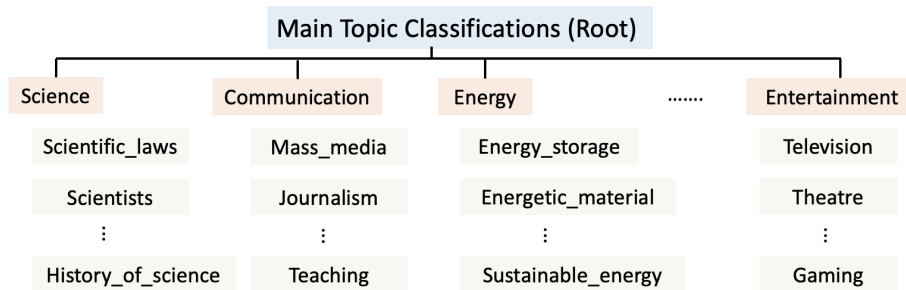 Main Topic Classifications (Root)
Science
Communication
Energy
.......
Entertainment
Scientific_laws
Mass_media
Energy_storage
Television
Scientists
Journalism
Energetic_material
Theatre
⋮
⋮
⋮
⋮
History_of_science
Teaching
Sustainable_energy
Gaming